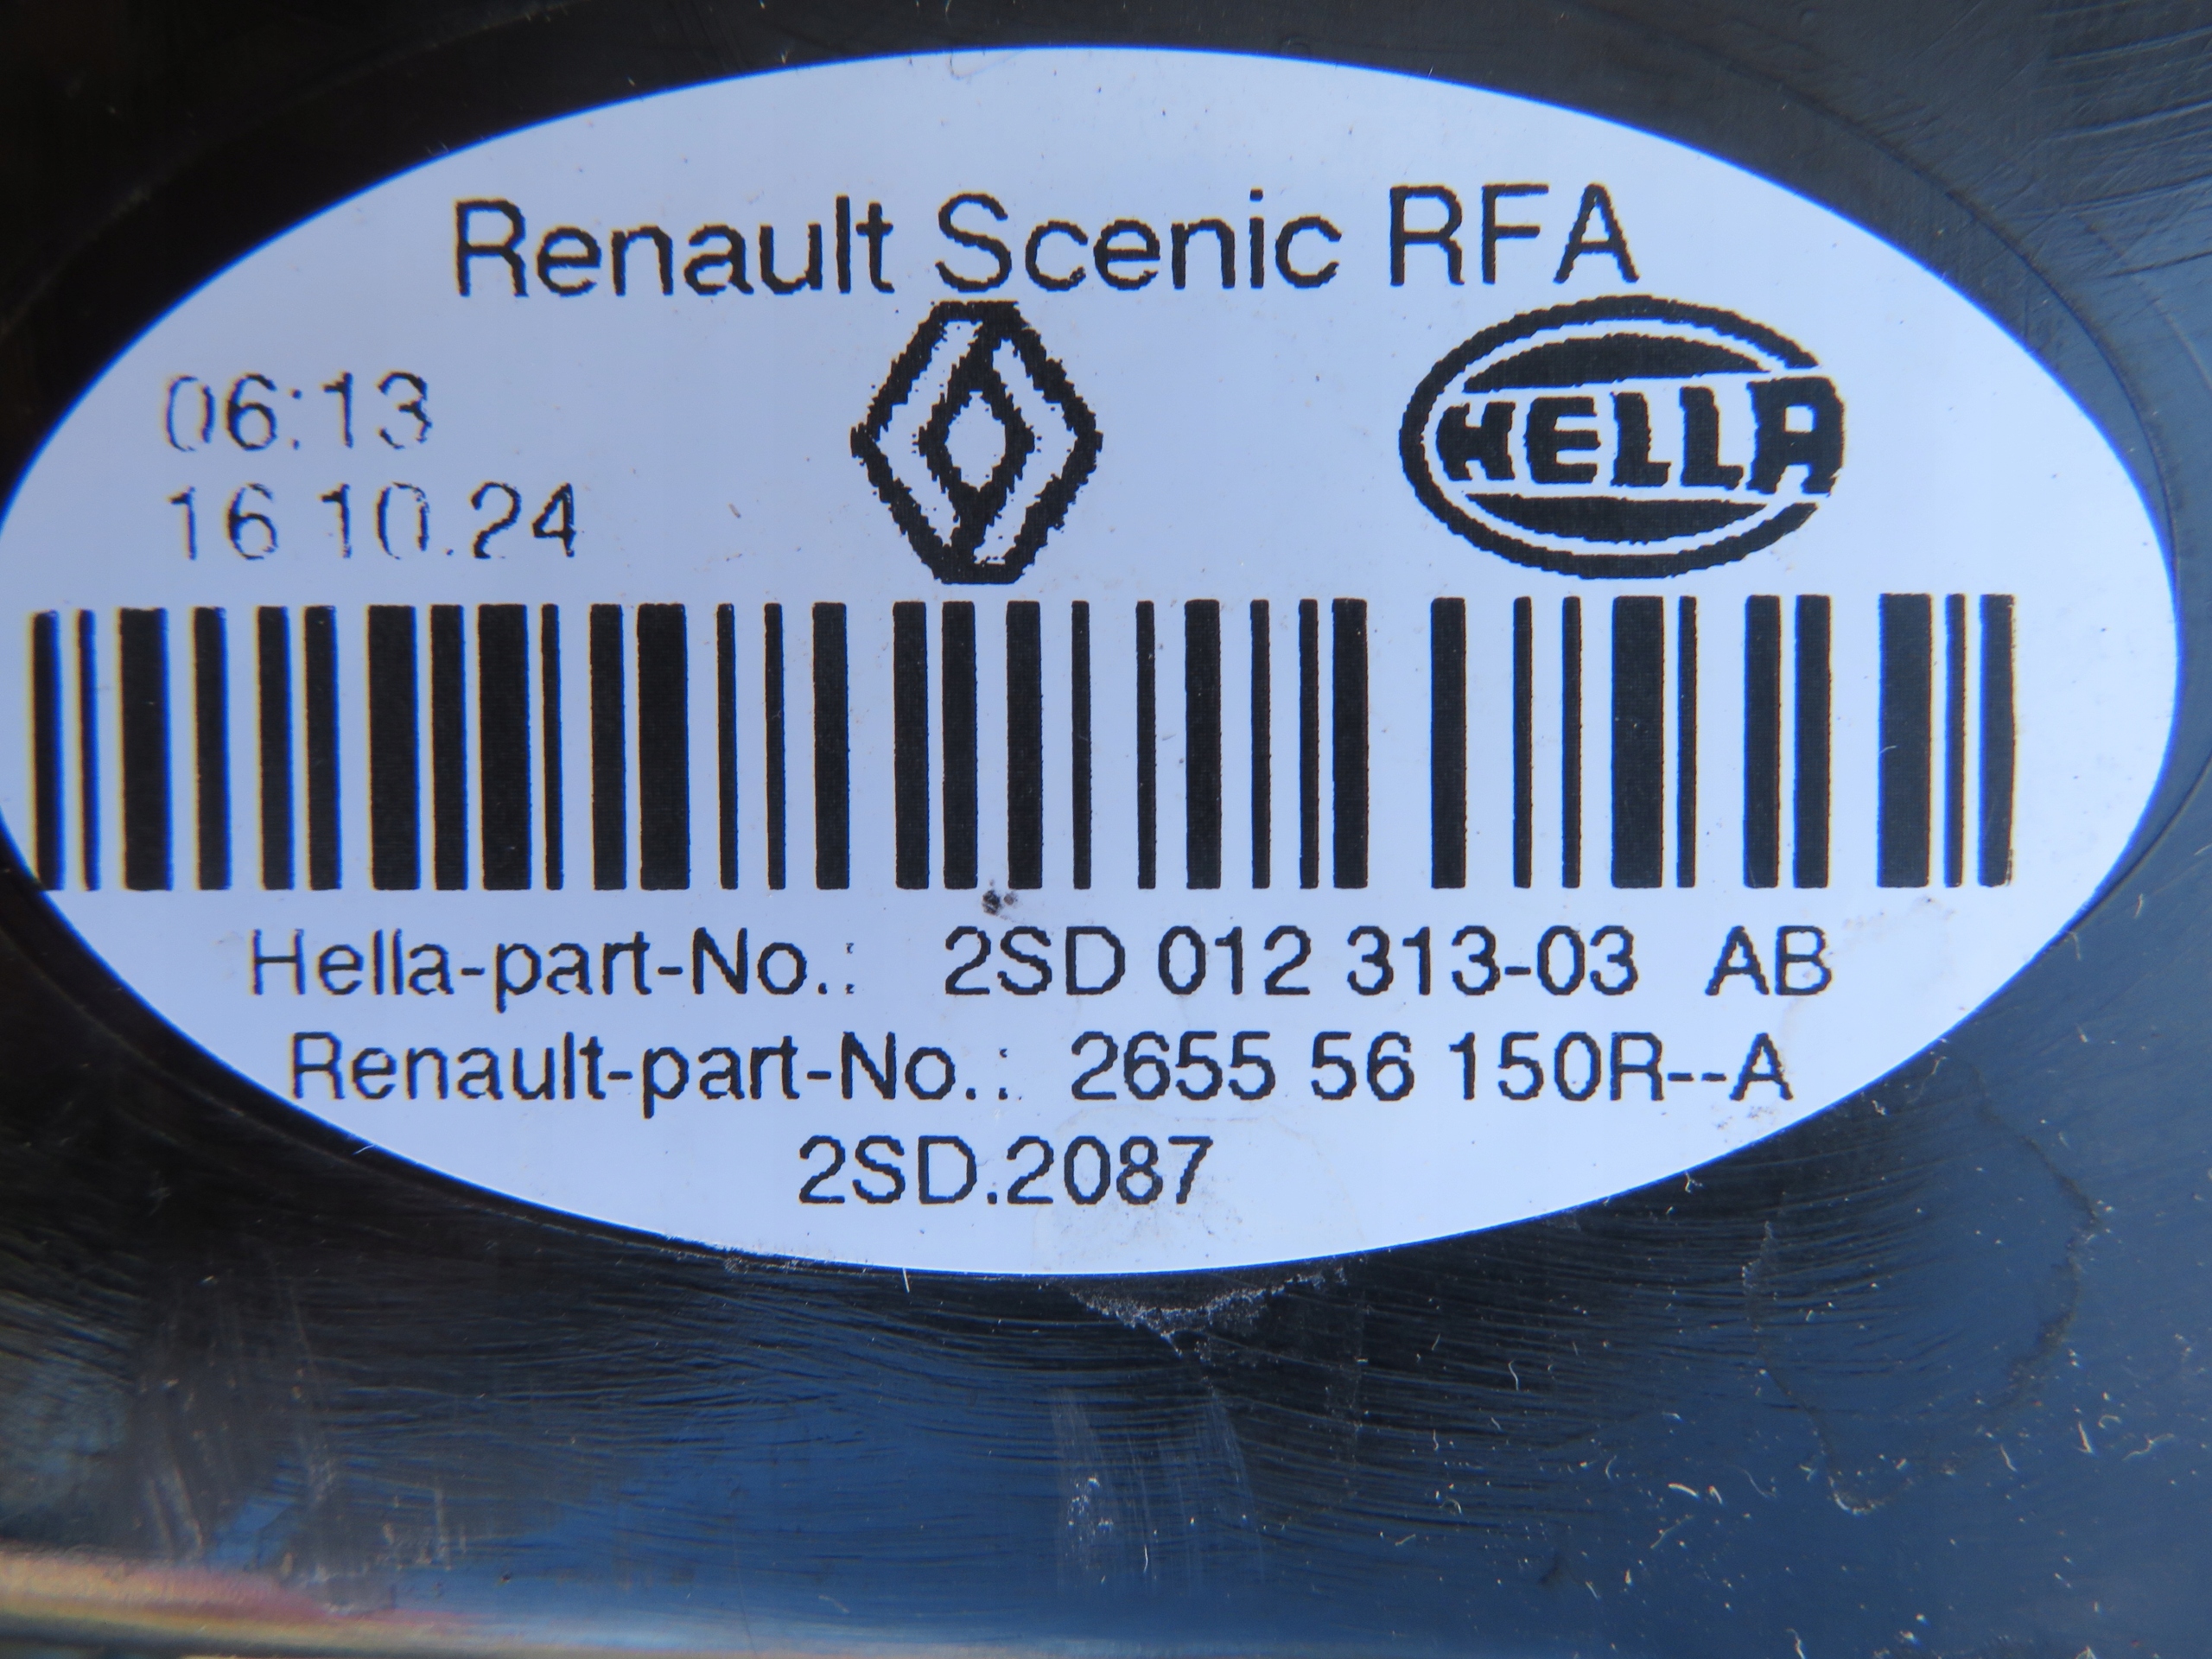 Renault Scenic RFA
06:13
16 10.24
HELLA
Hella-part-No.: 2SD 012 313-03 AB
Renault-part-No.: 2655 56 150R--A
2SD.2087